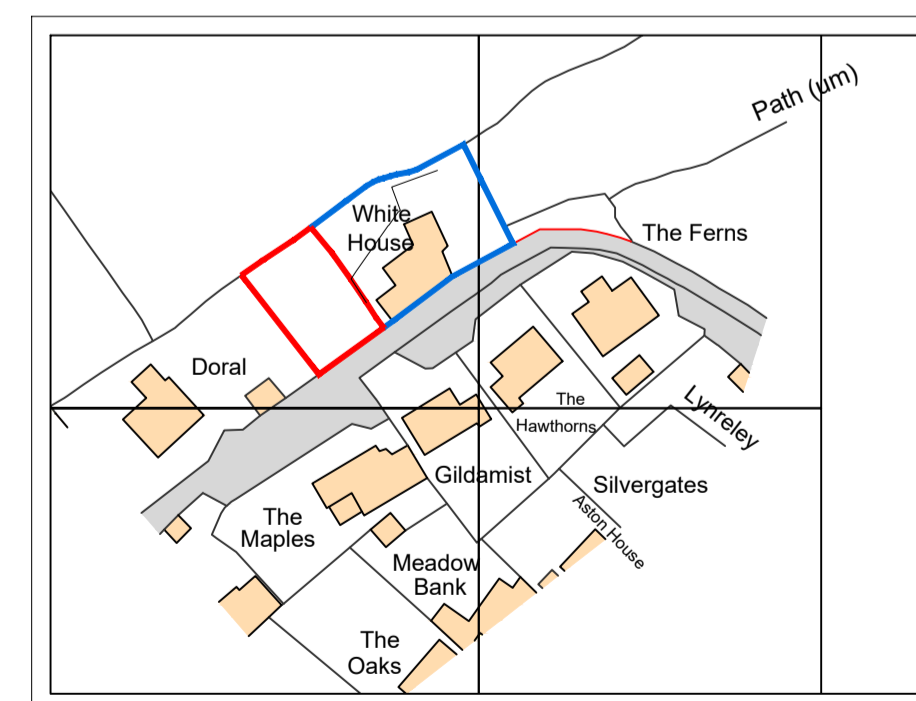 Path (um)
White
House
The Ferns
Doral
The
Hawthorns
Lynreley
Gildamist
Silvergates
The
Maples
Aston House
Meadow
Bank
The
Oaks